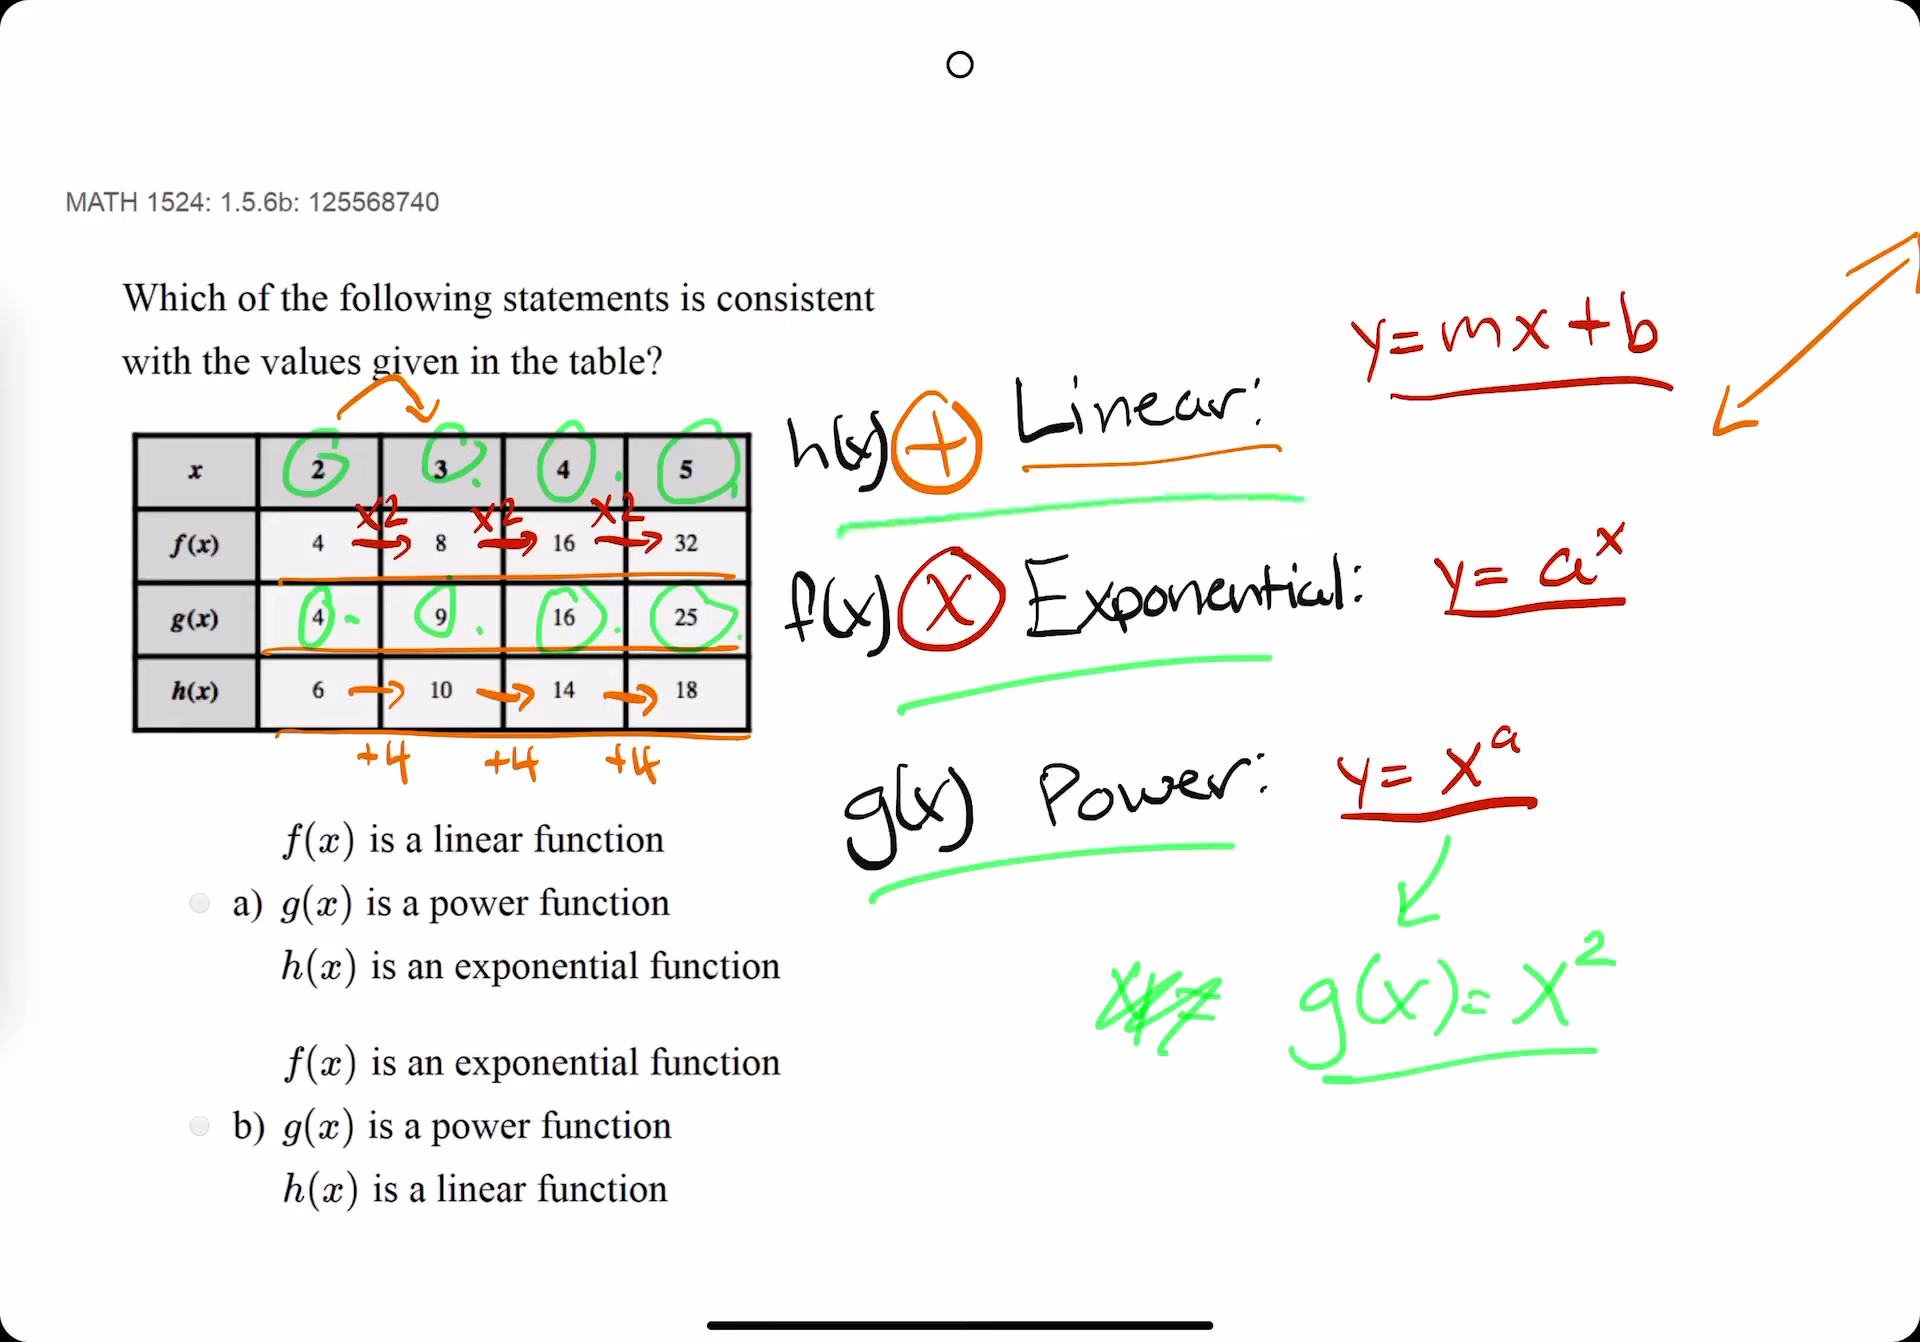 MATH 1524: 1.5.6b: 125568740
Which of the following statements is consistent
with the values given in the table?
x 2 3 4 5
x2 x2 x2
f(x) 4 8 16 32
g(x) 4 9 16 25
h(x) 6 10 14 18
+4 +4 +4
f(x) is a linear function
a) g(x) is a power function
h(x) is an exponential function
f(x) is an exponential function
b) g(x) is a power function
h(x) is a linear function
y=mx+b
h(x) + Linear:
f(x) x Exponential: y=a^x
g(x) Power: y=x^a
g(x)=x^2